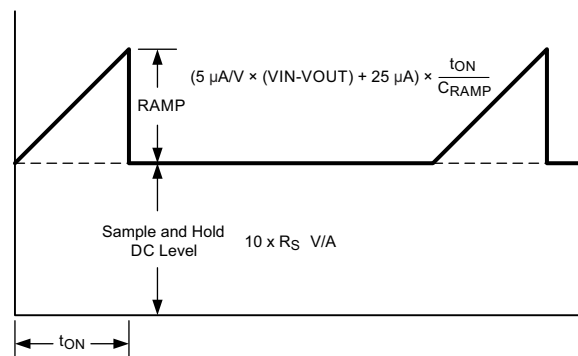 (5 µA/V × (VIN-VOUT) + 25 µA) × tON
CRAMP
RAMP
Sample and Hold
DC Level
10 x RS V/A
tON